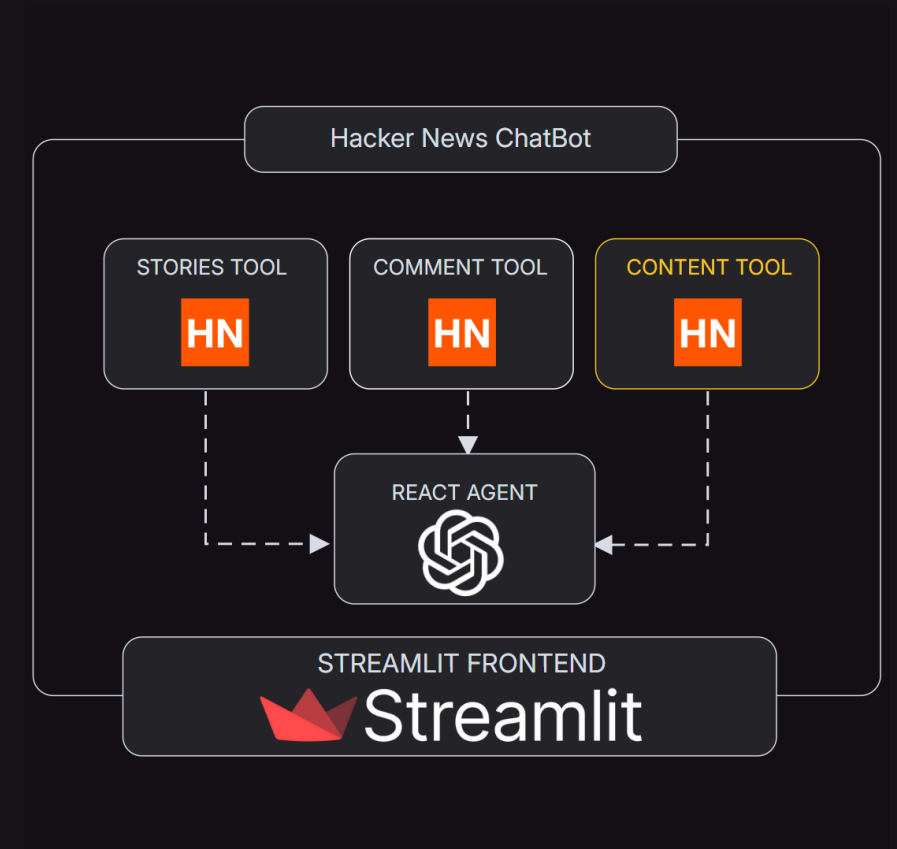 Hacker News ChatBot
STORIES TOOL
HN
COMMENT TOOL
HN
CONTENT TOOL
HN
REACT AGENT
STREAMLIT FRONTEND
Streamlit